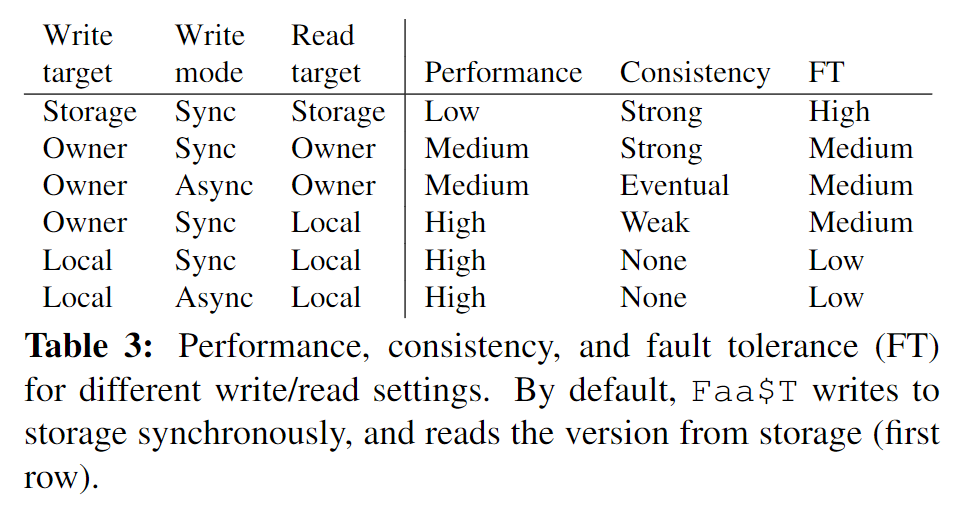 Write Write Read
target mode target Performance Consistency FT
Storage Sync Storage Low Strong High
Owner Sync Owner Medium Strong Medium
Owner Async Owner Medium Eventual Medium
Owner Sync Local High Weak Medium
Local Sync Local High None Low
Local Async Local High None Low
Table 3: Performance, consistency, and fault tolerance (FT)
for different write/read settings. By default, Faa$T writes to
storage synchronously, and reads the version from storage (first
row).